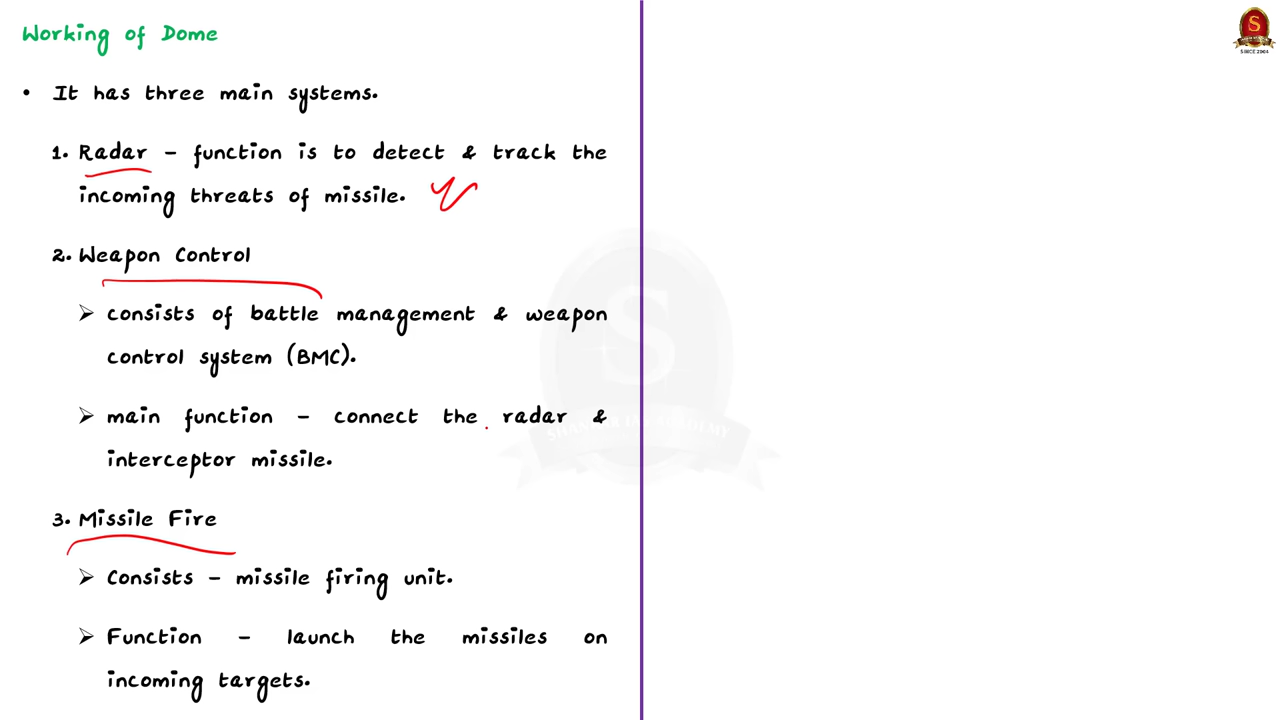 Working of Dome
• It has three main systems.
1. Radar – function is to detect & track the
incoming threats of missile.
2. Weapon Control
➢ consists of battle management & weapon
control system (BMC).
➢ main function – connect the radar &
interceptor missile.
3. Missile Fire
➢ Consists – missile firing unit.
➢ Function – launch the missiles on
incoming targets.
S
SINCE 2004
S